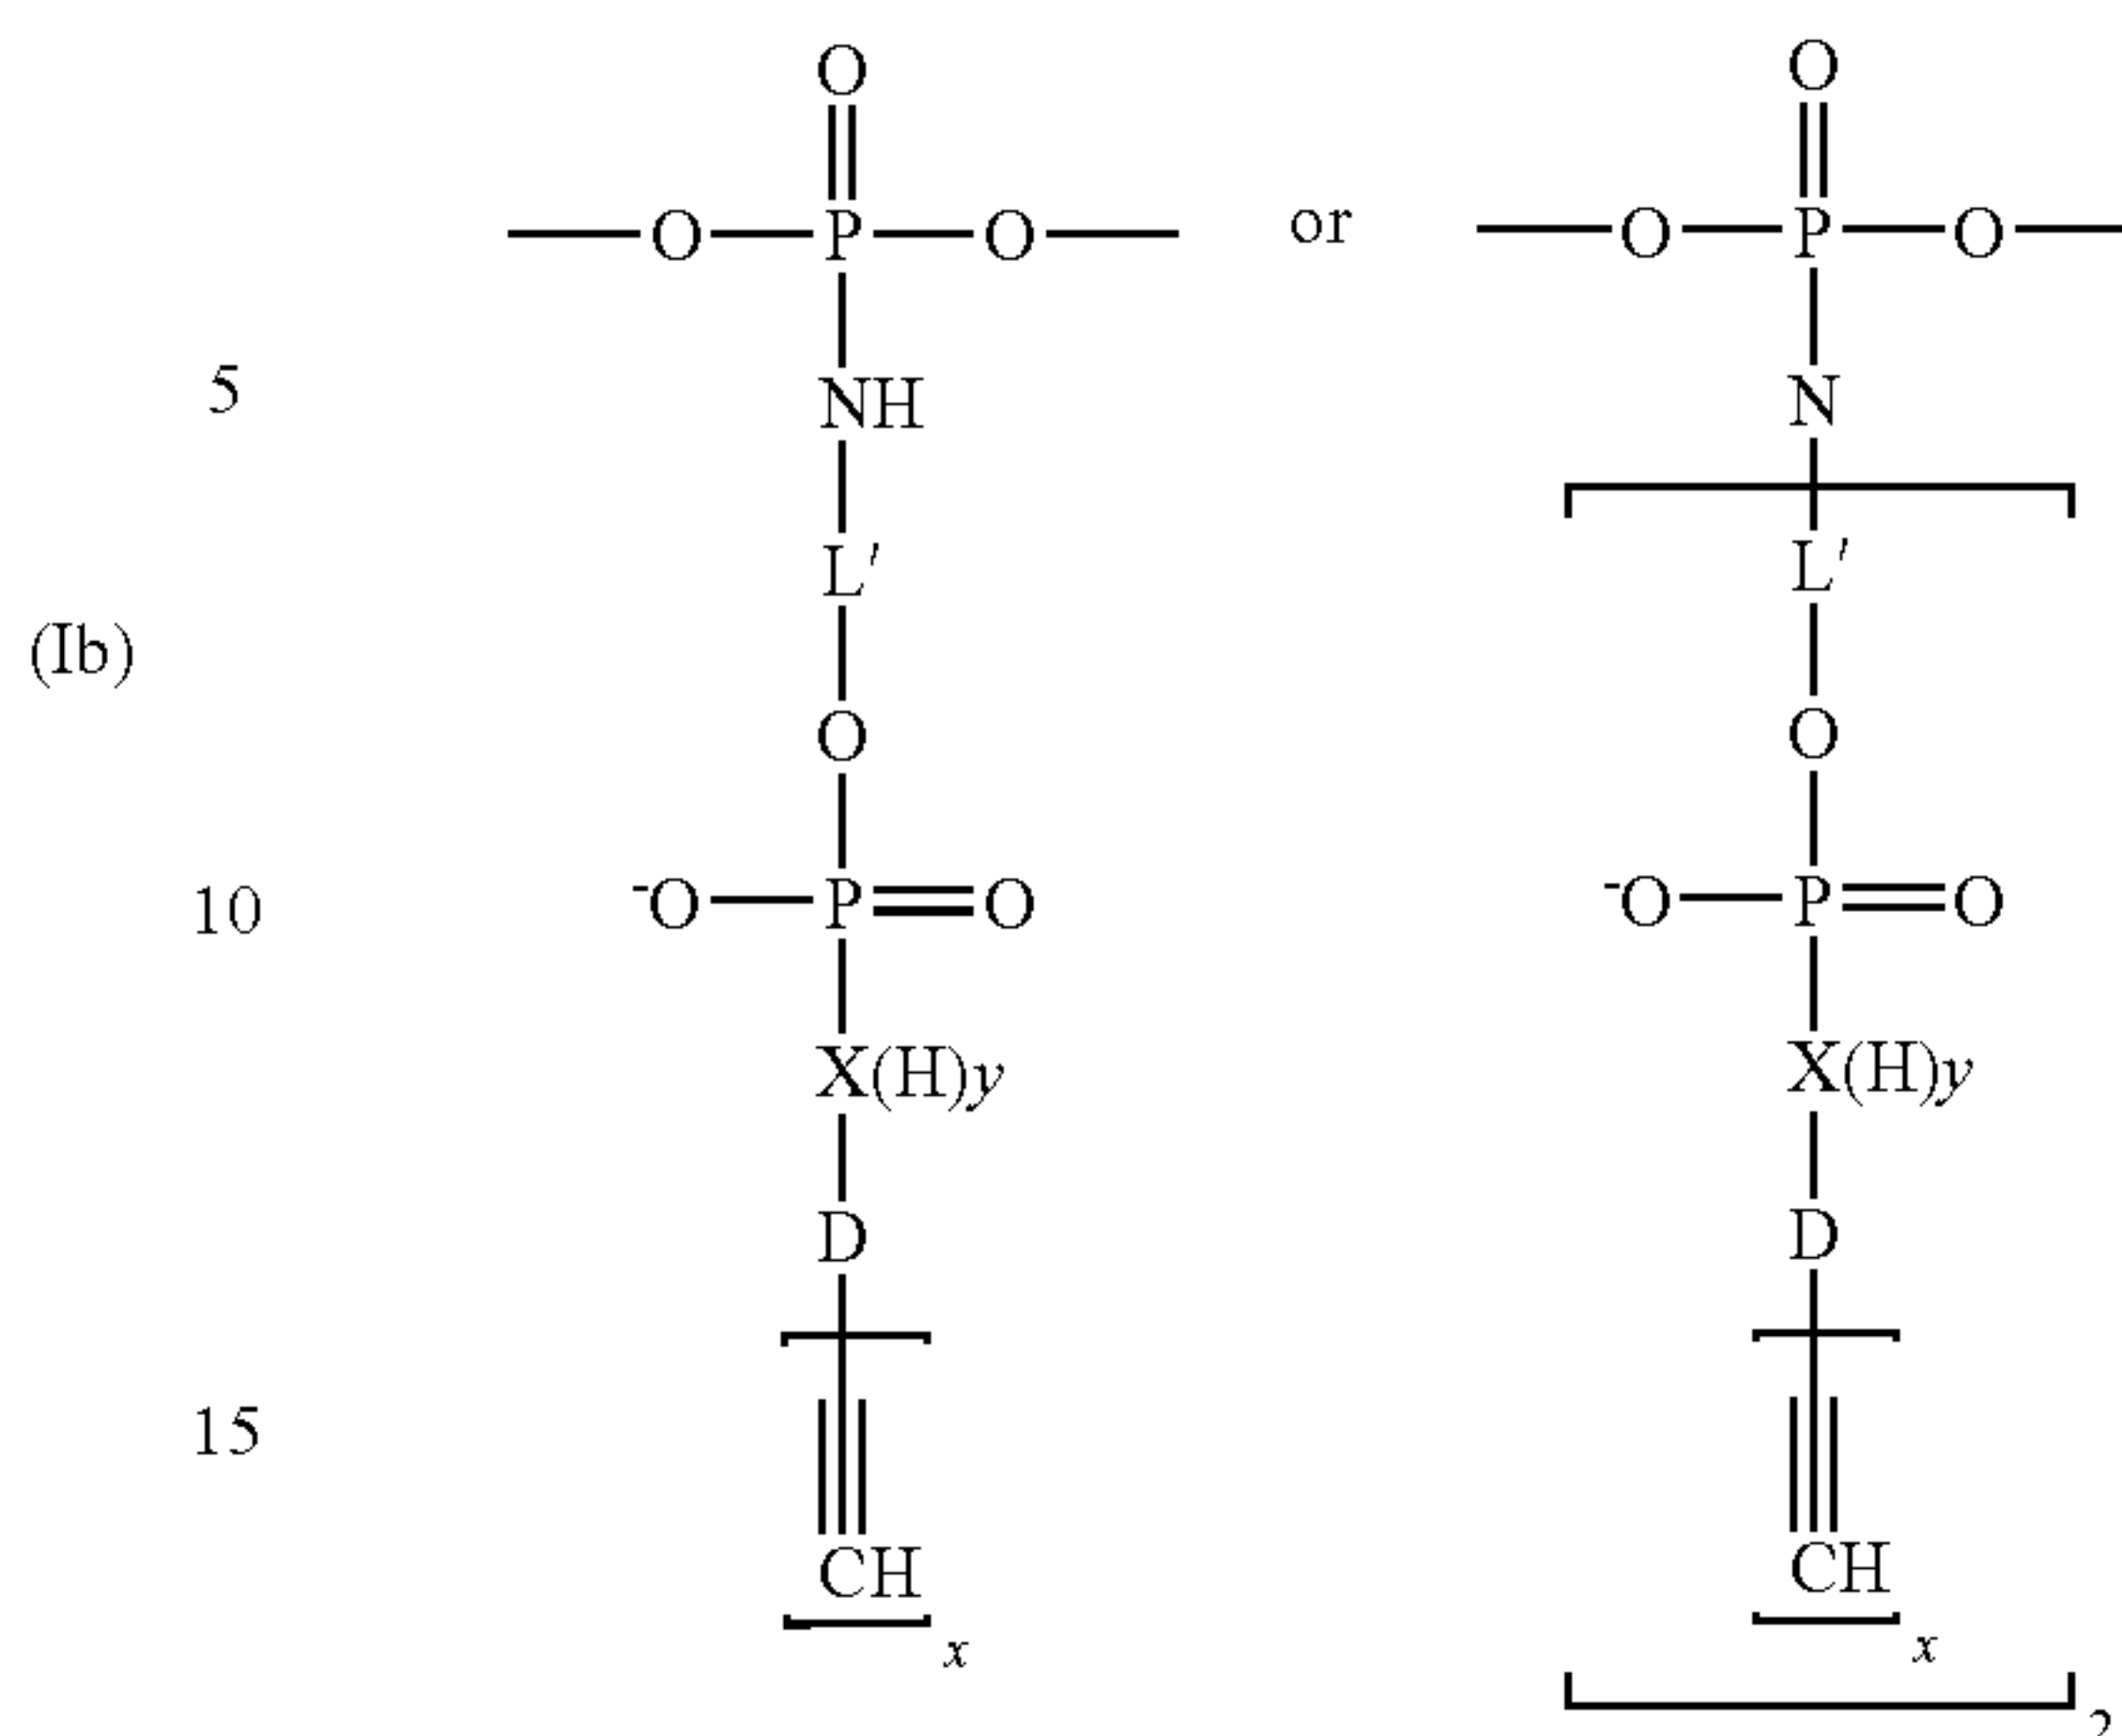 O O
O P O or O P O
5 NH N
L′ L′
(Ib)
O O
10 -O P O -O P O
X(H)y X(H)y
D D
15
CH CH
x x
2